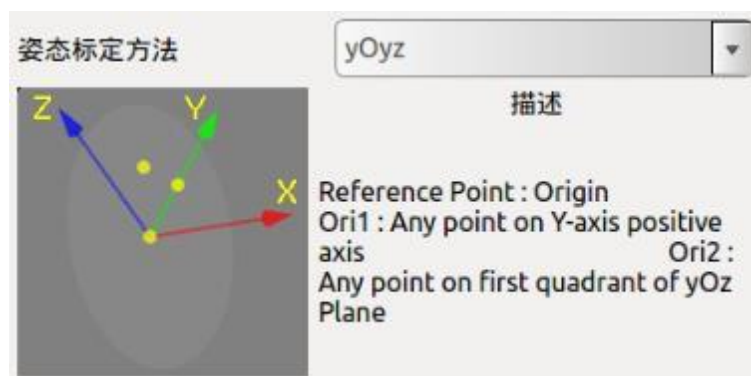 姿态标定方法
yOyz
描述
Z
Y
X
Reference Point : Origin
Ori1 : Any point on Y-axis positive
axis Ori2 :
Any point on first quadrant of yOz
Plane